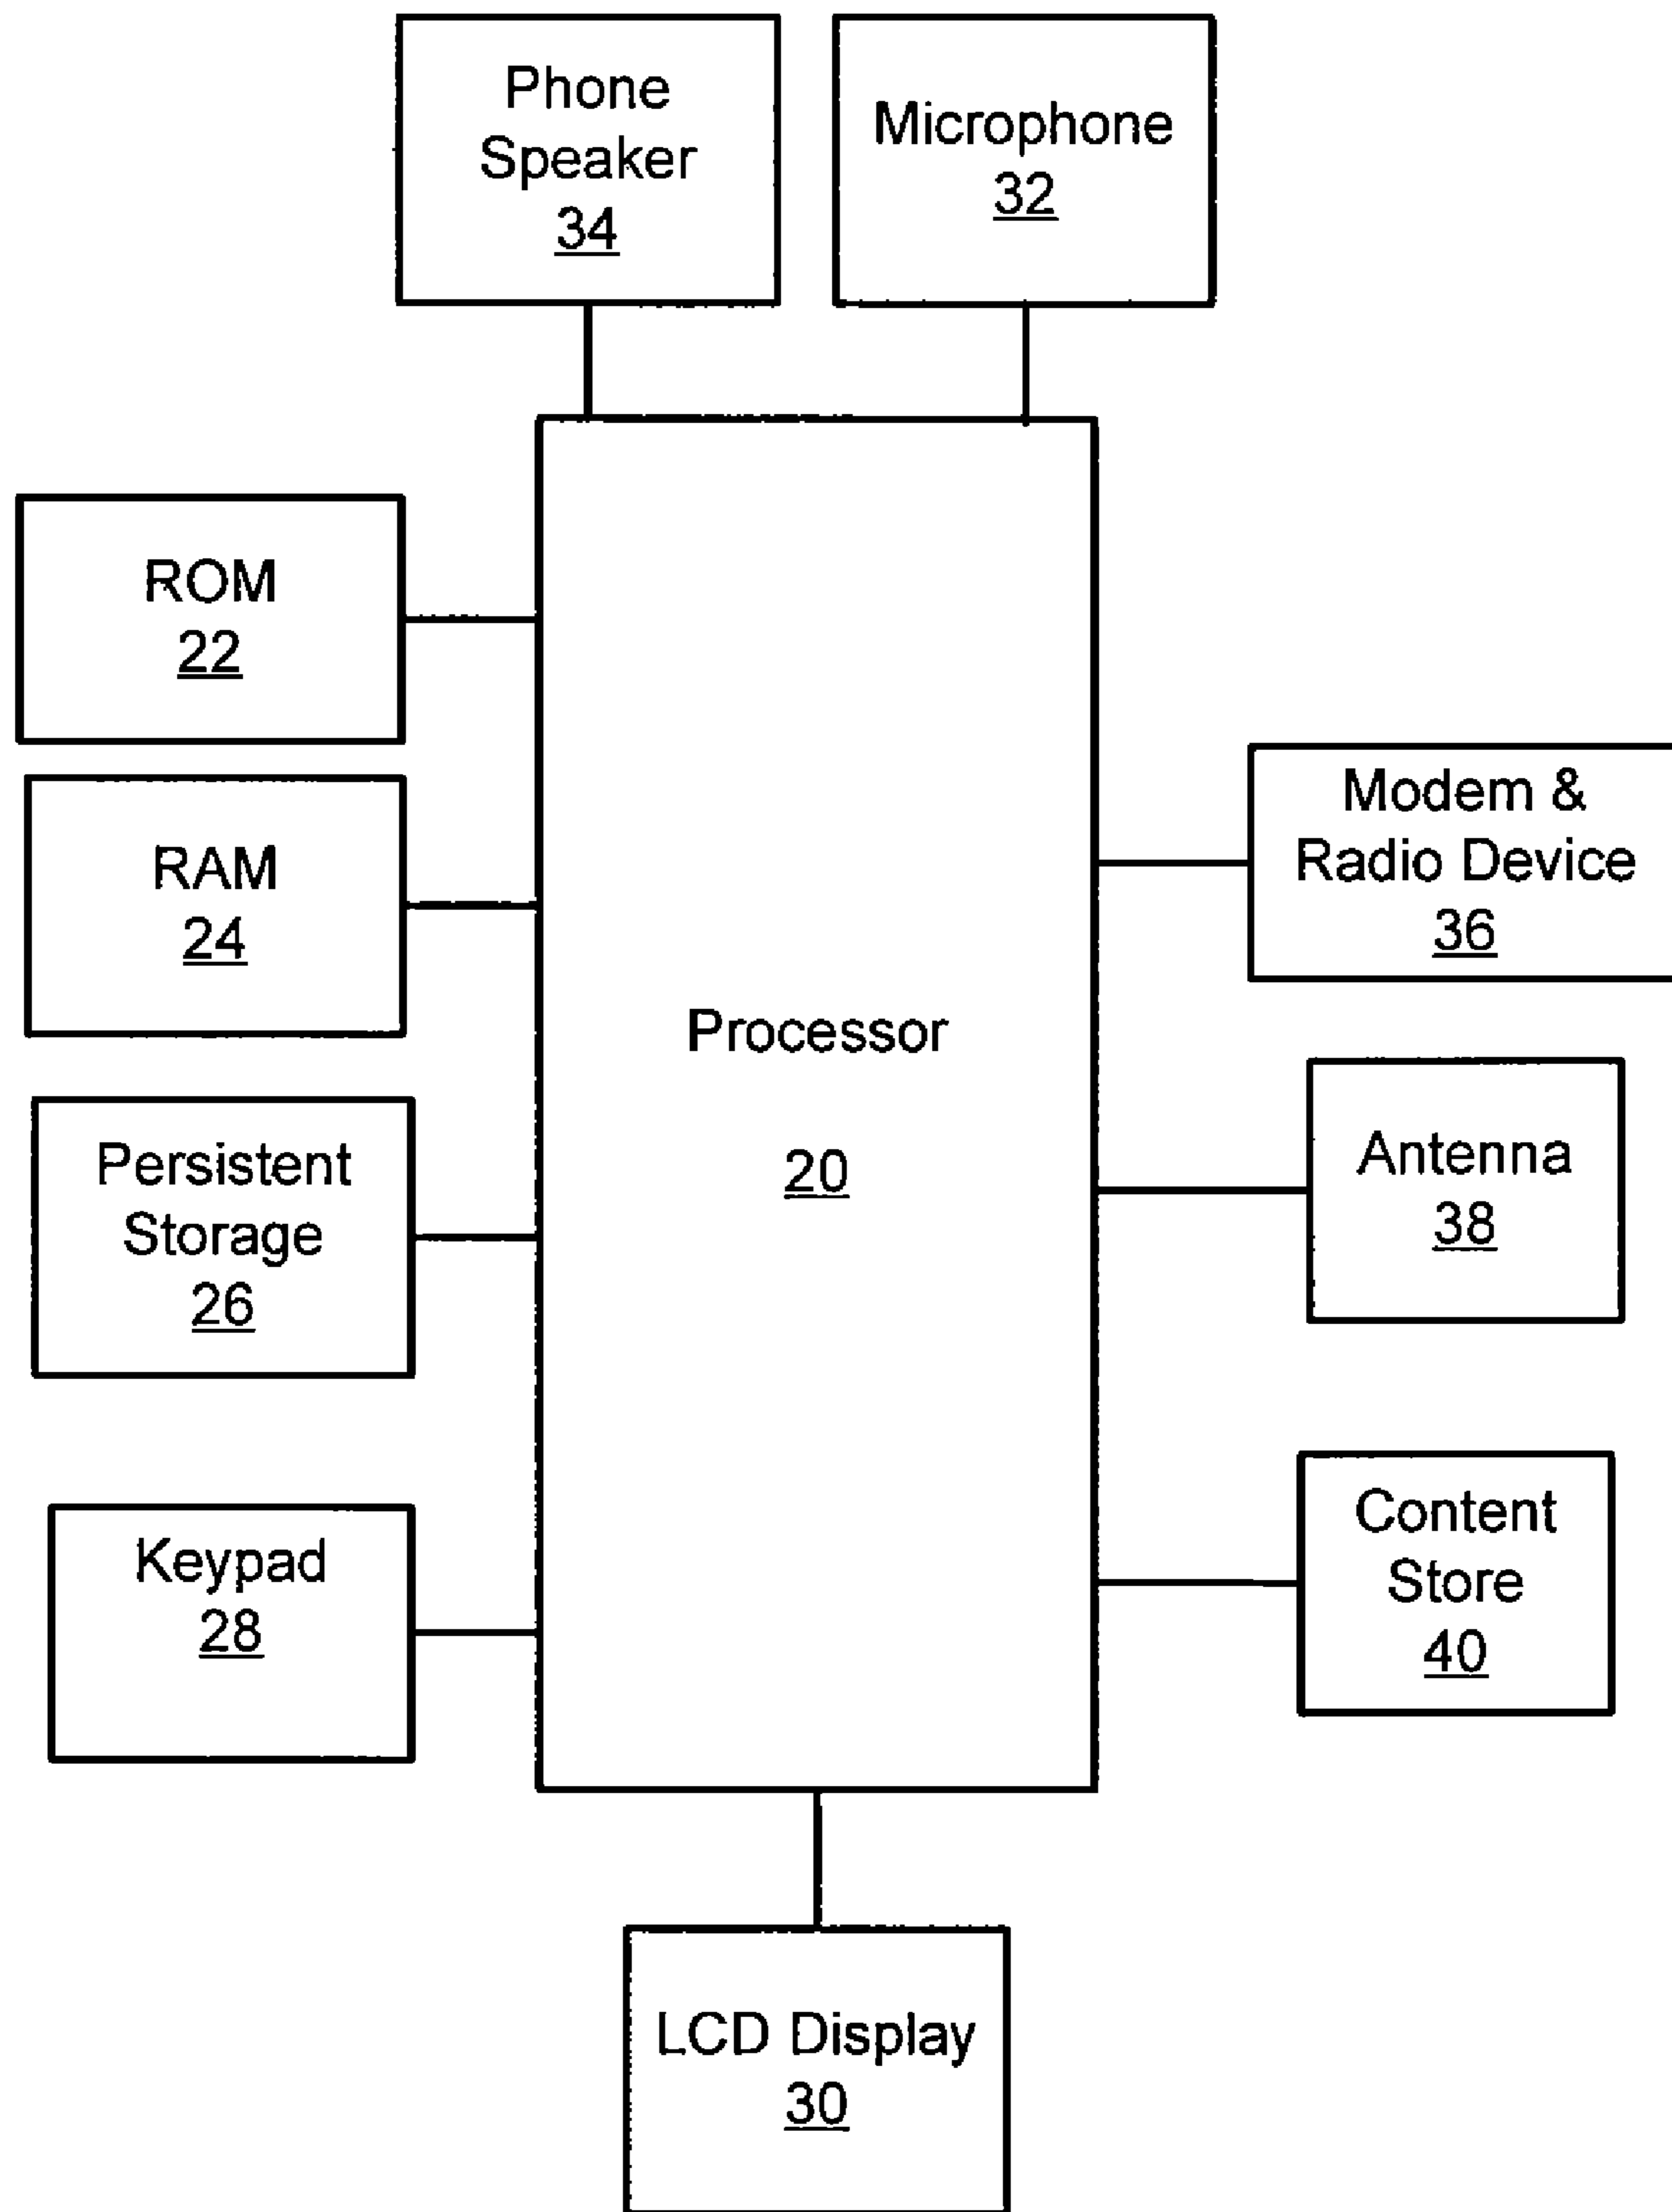 Phone
Speaker
34
Microphone
32
ROM
22
RAM
24
Modem &
Radio Device
36
Processor
20
Persistent
Storage
26
Antenna
38
Keypad
28
Content
Store
40
LCD Display
30